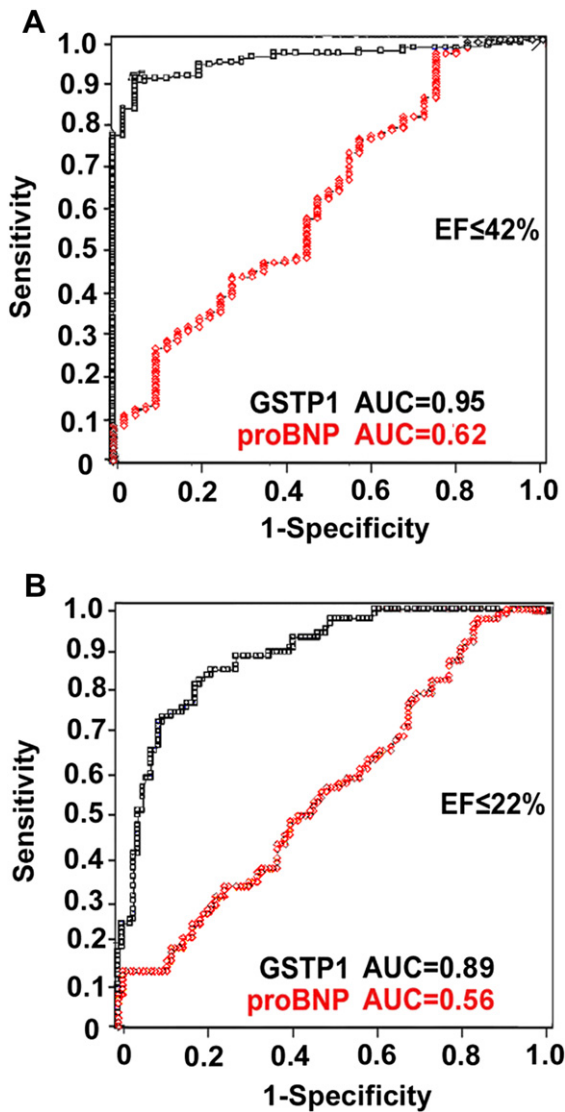 A
1.0
0.9
0.8
0.7
0.6
0.5
0.4
0.3
0.2
0.1
0
Sensitivity
EF≤42%
GSTP1 AUC=0.95
proBNP AUC=0.62
0 0.2 0.4 0.6 0.8 1.0
1-Specificity
B
1.0
0.9
0.8
0.7
0.6
0.5
0.4
0.3
0.2
0.1
0
Sensitivity
EF≤22%
GSTP1 AUC=0.89
proBNP AUC=0.56
0 0.2 0.4 0.6 0.8 1.0
1-Specificity